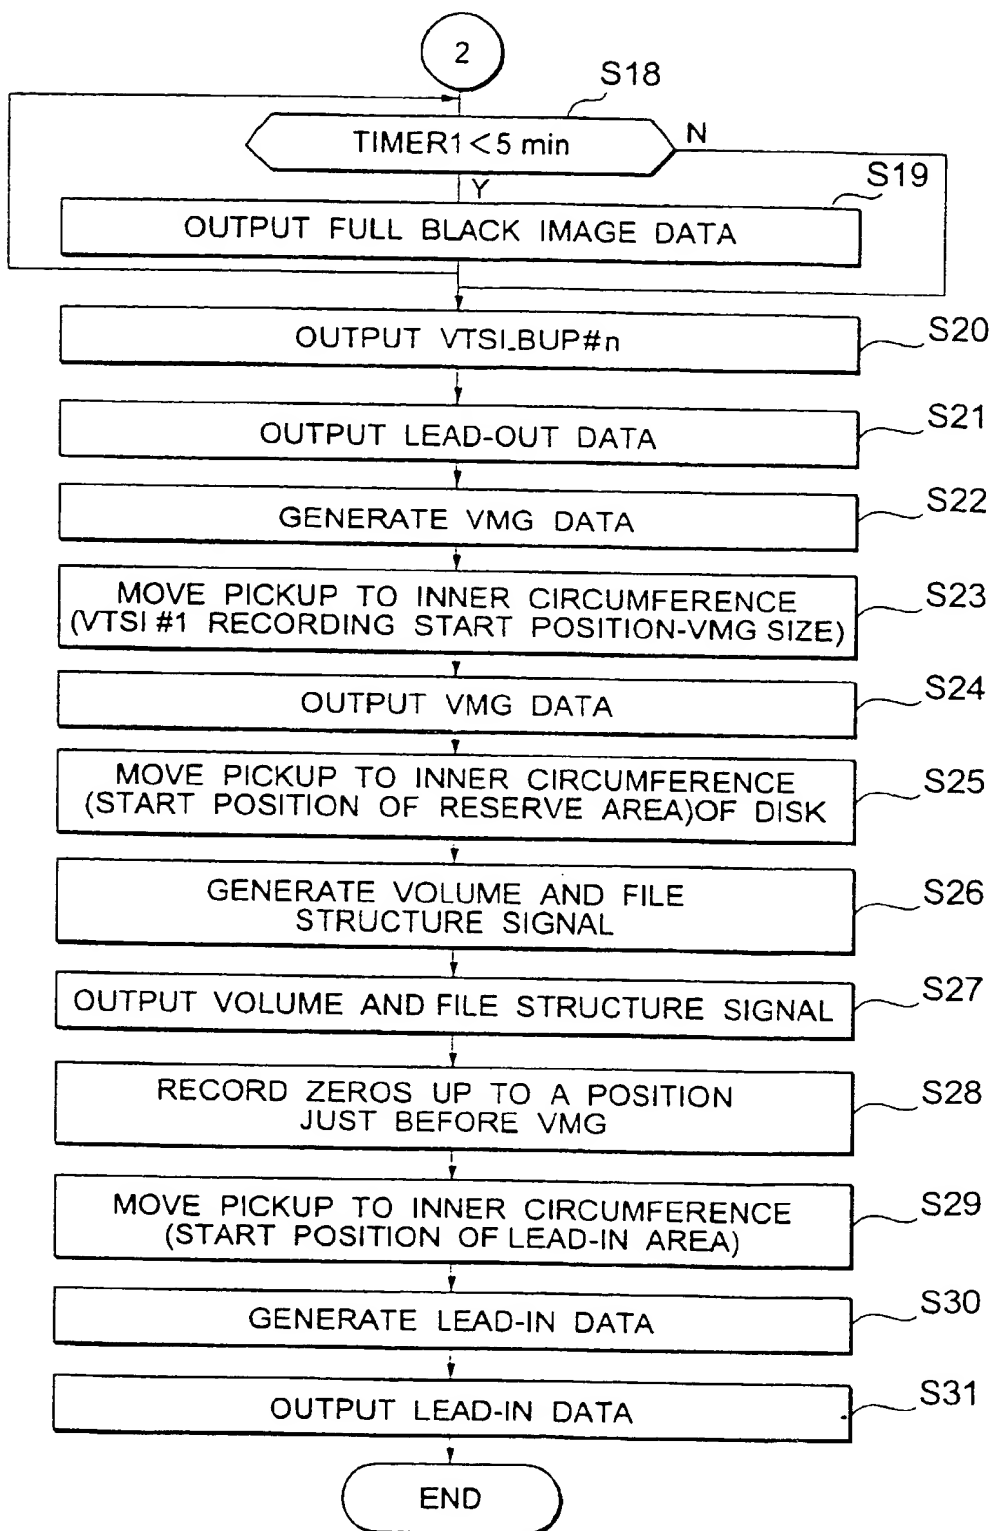 2
S18
TIMER1<5 min
N
Y
S19
OUTPUT FULL BLACK IMAGE DATA
OUTPUT VTSI_BUP#n
S20
OUTPUT LEAD-OUT DATA
S21
GENERATE VMG DATA
S22
MOVE PICKUP TO INNER CIRCUMFERENCE
(VTSI #1 RECORDING START POSITION-VMG SIZE)
S23
OUTPUT VMG DATA
S24
MOVE PICKUP TO INNER CIRCUMFERENCE
(START POSITION OF RESERVE AREA)OF DISK
S25
GENERATE VOLUME AND FILE
STRUCTURE SIGNAL
S26
OUTPUT VOLUME AND FILE STRUCTURE SIGNAL
S27
RECORD ZEROS UP TO A POSITION
JUST BEFORE VMG
S28
MOVE PICKUP TO INNER CIRCUMFERENCE
(START POSITION OF LEAD-IN AREA)
S29
GENERATE LEAD-IN DATA
S30
OUTPUT LEAD-IN DATA
S31
END